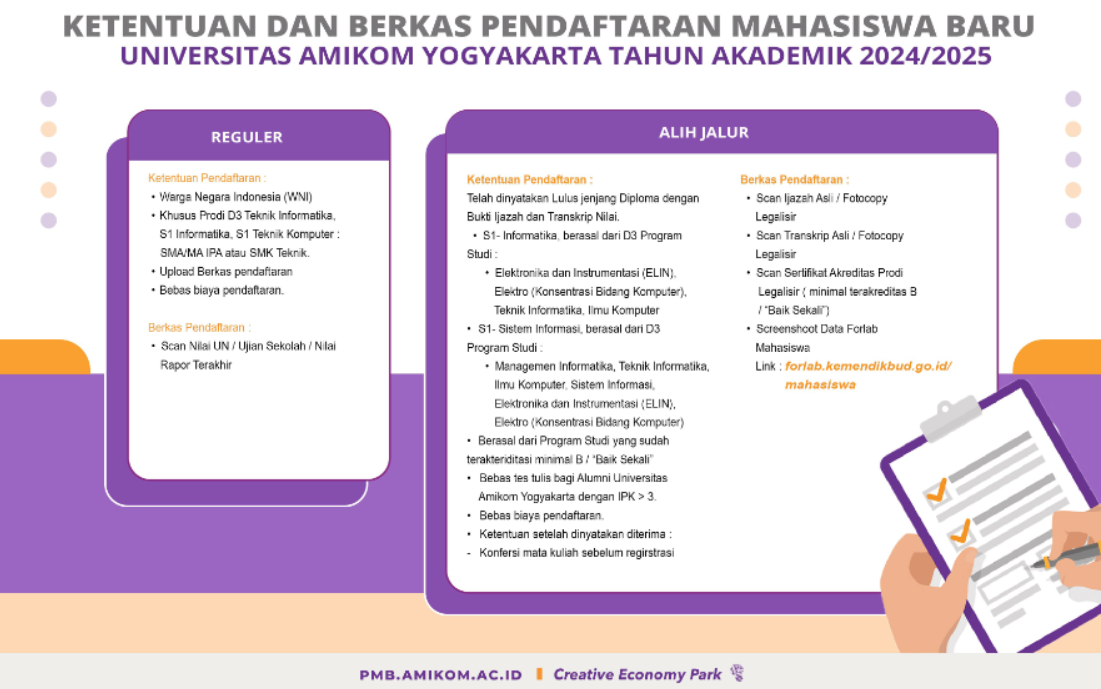 KETENTUAN DAN BERKAS PENDAFTARAN MAHASISWA BARU
UNIVERSITAS AMIKOM YOGYAKARTA TAHUN AKADEMIK 2024/2025
REGULER
Ketentuan Pendaftaran :
• Warga Negara Indonesia (WNI)
• Khusus Prodi D3 Teknik Informatika,
S1 Informatika, S1 Teknik Komputer :
SMA/MA IPA atau SMK Teknik.
• Upload Berkas pendaftaran
• Bebas biaya pendaftaran.
Berkas Pendaftaran :
• Scan Nilai UN / Ujian Sekolah / Nilai
Rapor Terakhir
ALIH JALUR
Ketentuan Pendaftaran :
Telah dinyatakan Lulus jenjang Diploma dengan
Bukti Ijazah dan Transkrip Nilai.
• S1- Informatika, berasal dari D3 Program
Studi :
• Elektronika dan Instrumentasi (ELIN),
Elektro (Konsentrasi Bidang Komputer),
Teknik Informatika, Ilmu Komputer
• S1- Sistem Informasi, berasal dari D3
Program Studi :
• Managemen Informatika, Teknik Informatika,
Ilmu Komputer, Sistem Informasi,
Elektronika dan Instrumentasi (ELIN),
Elektro (Konsentrasi Bidang Komputer)
• Berasal dari Program Studi yang sudah
terakteriditasi minimal B / “Baik Sekali”
• Bebas tes tulis bagi Alumni Universitas
Amikom Yogyakarta dengan IPK > 3.
• Bebas biaya pendaftaran.
• Ketentuan setelah dinyatakan diterima :
- Konfersi mata kuliah sebelum regirstrasi
Berkas Pendaftaran :
• Scan Ijazah Asli / Fotocopy
Legalisir
• Scan Transkrip Asli / Fotocopy
Legalisir
• Scan Sertifikat Akreditas Prodi
Legalisir ( minimal terakreditas B
/ “Baik Sekali”)
• Screenshoot Data Forlab
Mahasiswa
Link : forlab.kemendikbud.go.id/
mahasiswa
PMB.AMIKOM.AC.ID
Creative Economy Park